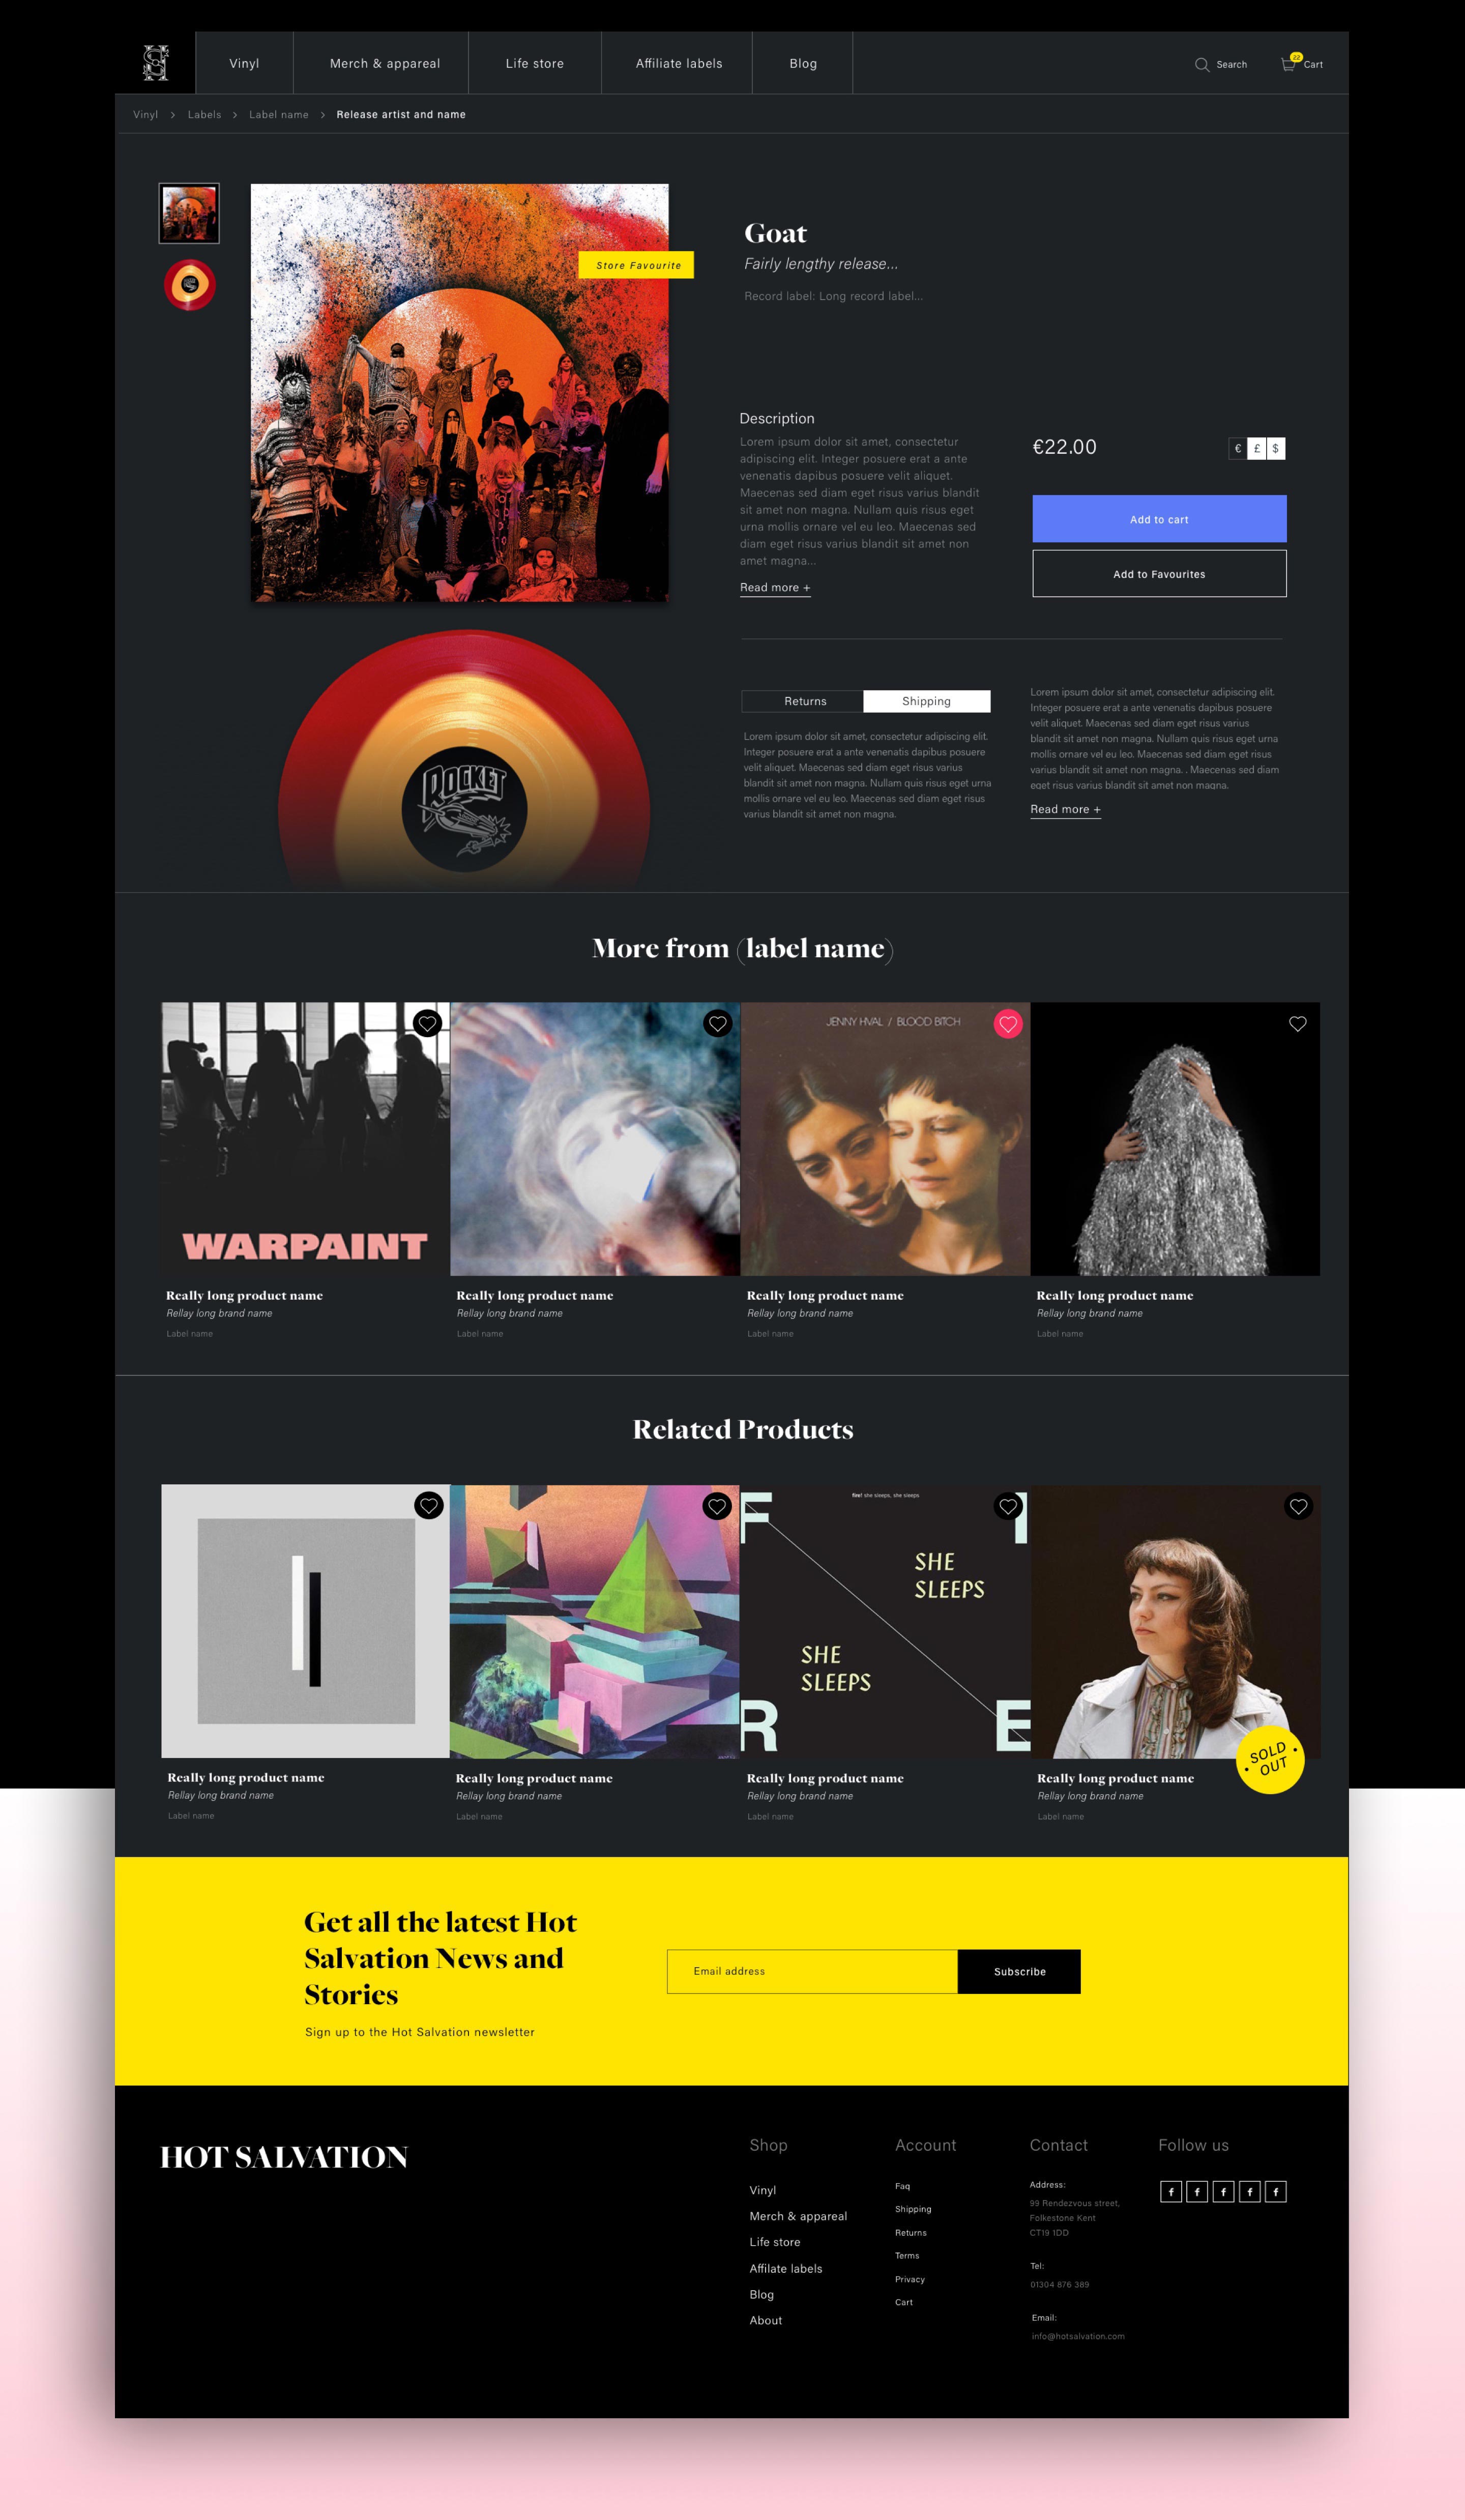 HS
Vinyl
Merch & appareal
Life store
Affiliate labels
Blog
Search
22
Cart
Vinyl > Labels > Label name > Release artist and name
Store Favourite
Goat
Fairly lengthy release...
Record label: Long record label...
Description
Lorem ipsum dolor sit amet, consectetur
adipiscing elit. Integer posuere erat a ante
venenatis dapibus posuere velit aliquet.
Maecenas sed diam eget risus varius blandit
sit amet non magna. Nullam quis risus eget
urna mollis ornare vel eu leo. Maecenas sed
diam eget risus varius blandit sit amet non
amet magna...
Read more +
€22.00
€ £ $
Add to cart
Add to Favourites
ROCKET
Returns
Shipping
Lorem ipsum dolor sit amet, consectetur adipiscing elit.
Integer posuere erat a ante venenatis dapibus posuere
velit aliquet. Maecenas sed diam eget risus varius
blandit sit amet non magna. Nullam quis risus eget urna
mollis ornare vel eu leo. Maecenas sed diam eget risus
varius blandit sit amet non magna.
Lorem ipsum dolor sit amet, consectetur adipiscing elit.
Integer posuere erat a ante venenatis dapibus posuere
velit aliquet. Maecenas sed diam eget risus varius
blandit sit amet non magna. Nullam quis risus eget urna
mollis ornare vel eu leo. Maecenas sed diam eget risus
varius blandit sit amet non magna. . Maecenas sed diam
eget risus varius blandit sit amet non magna.
Read more +
More from (label name)
WARPAINT
JENNY HVAL / BLOOD BITCH
Really long product name
Rellay long brand name
Label name
Really long product name
Rellay long brand name
Label name
Really long product name
Rellay long brand name
Label name
Really long product name
Rellay long brand name
Label name
Related Products
fire! she sleeps, she sleeps
F I
SHE
SLEEPS
SHE
SLEEPS
R E
SOLD
OUT
Really long product name
Rellay long brand name
Label name
Really long product name
Rellay long brand name
Label name
Really long product name
Rellay long brand name
Label name
Really long product name
Rellay long brand name
Label name
Get all the latest Hot
Salvation News and
Stories
Sign up to the Hot Salvation newsletter
Email address
Subscribe
HOT SALVATION
Shop
Vinyl
Merch & appareal
Life store
Affilate labels
Blog
About
Account
Faq
Shipping
Returns
Terms
Privacy
Cart
Contact
Address:
99 Rendezvous street,
Folkestone Kent
CT19 1DD
Tel:
01304 876 389
Email:
info@hotsalvation.com
Follow us
f f f f f